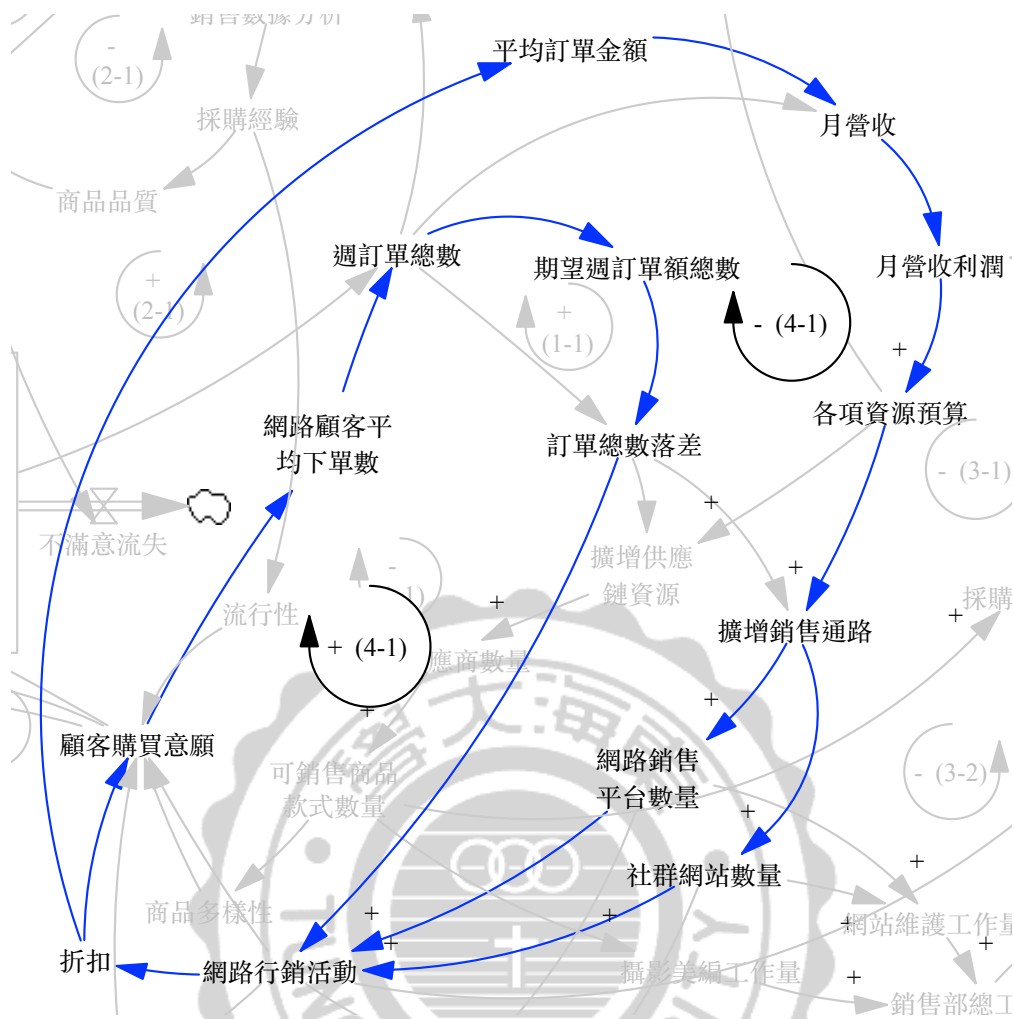 銷售數據分析
-
(2-1)
平均訂單金額
採購經驗
月營收
商品品質
週訂單總數
期望週訂單額總數
月營收利潤
+
(2-1)
+
(1-1)
- (4-1)
+
各項資源預算
網路顧客平
均下單數
訂單總數落差
- (3-1)
+
不滿意流失
擴增供應
鏈資源
+
-
+
採購
+
流行性
擴增銷售通路
+ (4-1)
應商數量
+
+
顧客購買意願
網路銷售
平台數量
可銷售商品
款式數量
- (3-2)
+
社群網站數量
+
商品多樣性
+
+
+
網站維護工作量
+
+
折扣
網路行銷活動
攝影美編工作量
+
銷售部總工